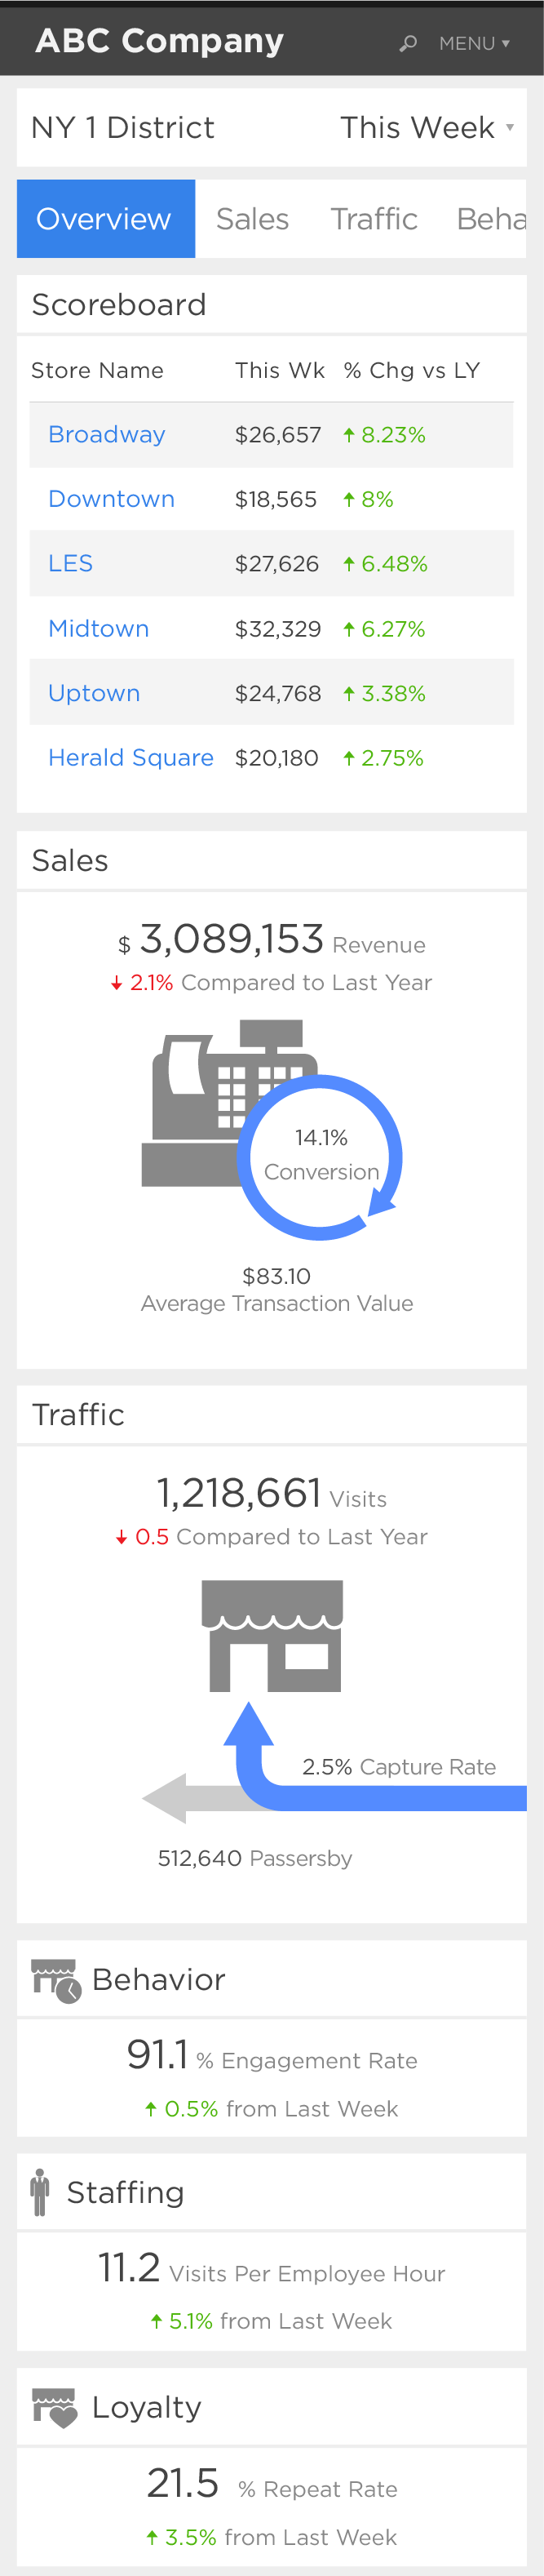 ABC Company MENU ▾
NY 1 District This Week ▾
Overview Sales Traffic Beha
Scoreboard
Store Name This Wk % Chg vs LY
Broadway $26,657 ↑ 8.23%
Downtown $18,565 ↑ 8%
LES $27,626 ↑ 6.48%
Midtown $32,329 ↑ 6.27%
Uptown $24,768 ↑ 3.38%
Herald Square $20,180 ↑ 2.75%
Sales
$ 3,089,153 Revenue
↓ 2.1% Compared to Last Year
14.1%
Conversion
$83.10
Average Transaction Value
Traffic
1,218,661 Visits
↓ 0.5 Compared to Last Year
2.5% Capture Rate
512,640 Passersby
Behavior
91.1 % Engagement Rate
↑ 0.5% from Last Week
Staffing
11.2 Visits Per Employee Hour
↑ 5.1% from Last Week
Loyalty
21.5 % Repeat Rate
↑ 3.5% from Last Week